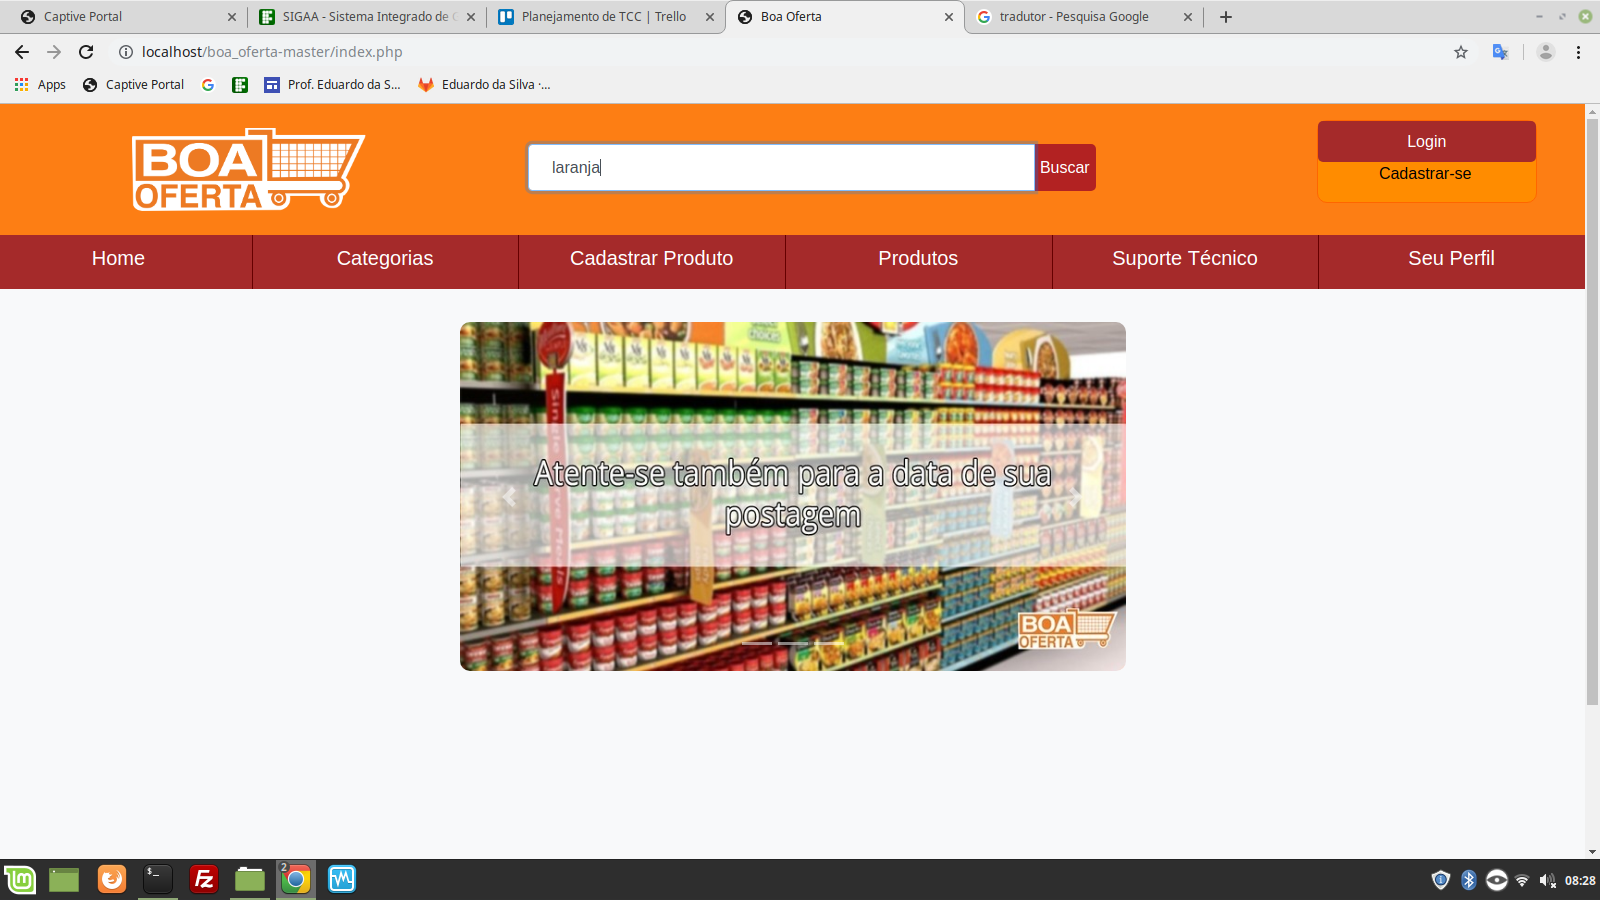 Captive Portal
SIGAA - Sistema Integrado de
Planejamento de TCC | Trello
Boa Oferta
tradutor - Pesquisa Google
localhost/boa_oferta-master/index.php
Apps
Captive Portal
Prof. Eduardo da S...
Eduardo da Silva ·...
BOA
OFERTA
laranja
Buscar
Login
Cadastrar-se
Home
Categorias
Cadastrar Produto
Produtos
Suporte Técnico
Seu Perfil
Atente-se também para a data de sua
postagem
BOA
OFERTA
2
08:28